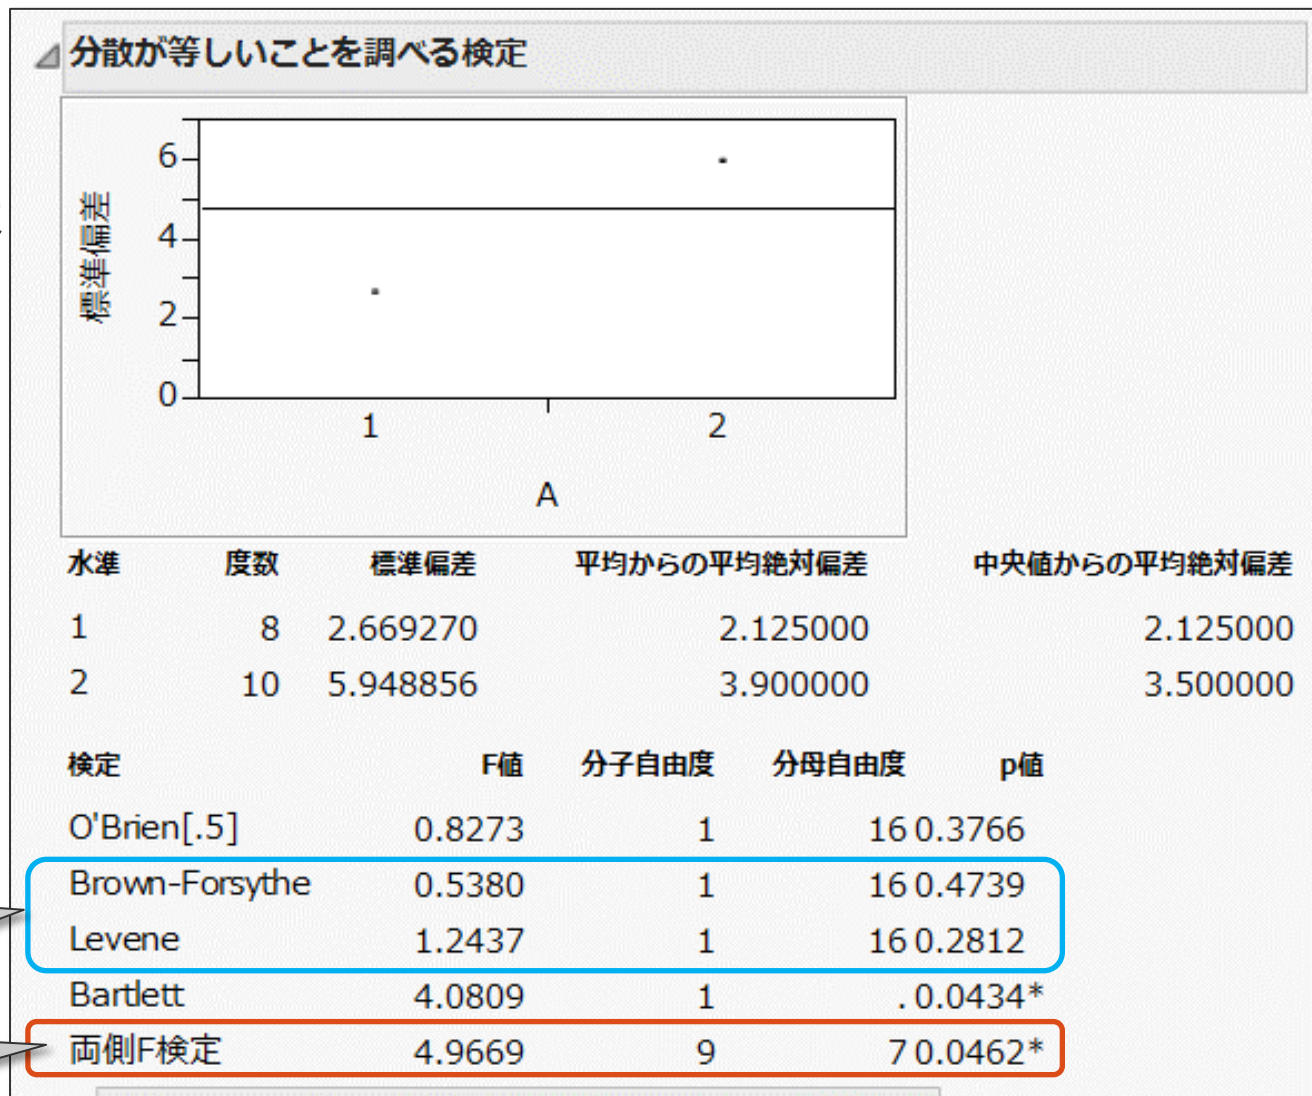 分散が等しいことを調べる検定
6
4
2
0
標準偏差
1 2
A
水準 度数 標準偏差 平均からの平均絶対偏差 中央値からの平均絶対偏差
1 8 2.669270 2.125000 2.125000
2 10 5.948856 3.900000 3.500000
検定 F値 分子自由度 分母自由度 p値
O'Brien[.5] 0.8273 1 16 0.3766
Brown-Forsythe 0.5380 1 16 0.4739
Levene 1.2437 1 16 0.2812
Bartlett 4.0809 1 . 0.0434*
両側F検定 4.9669 9 7 0.0462*